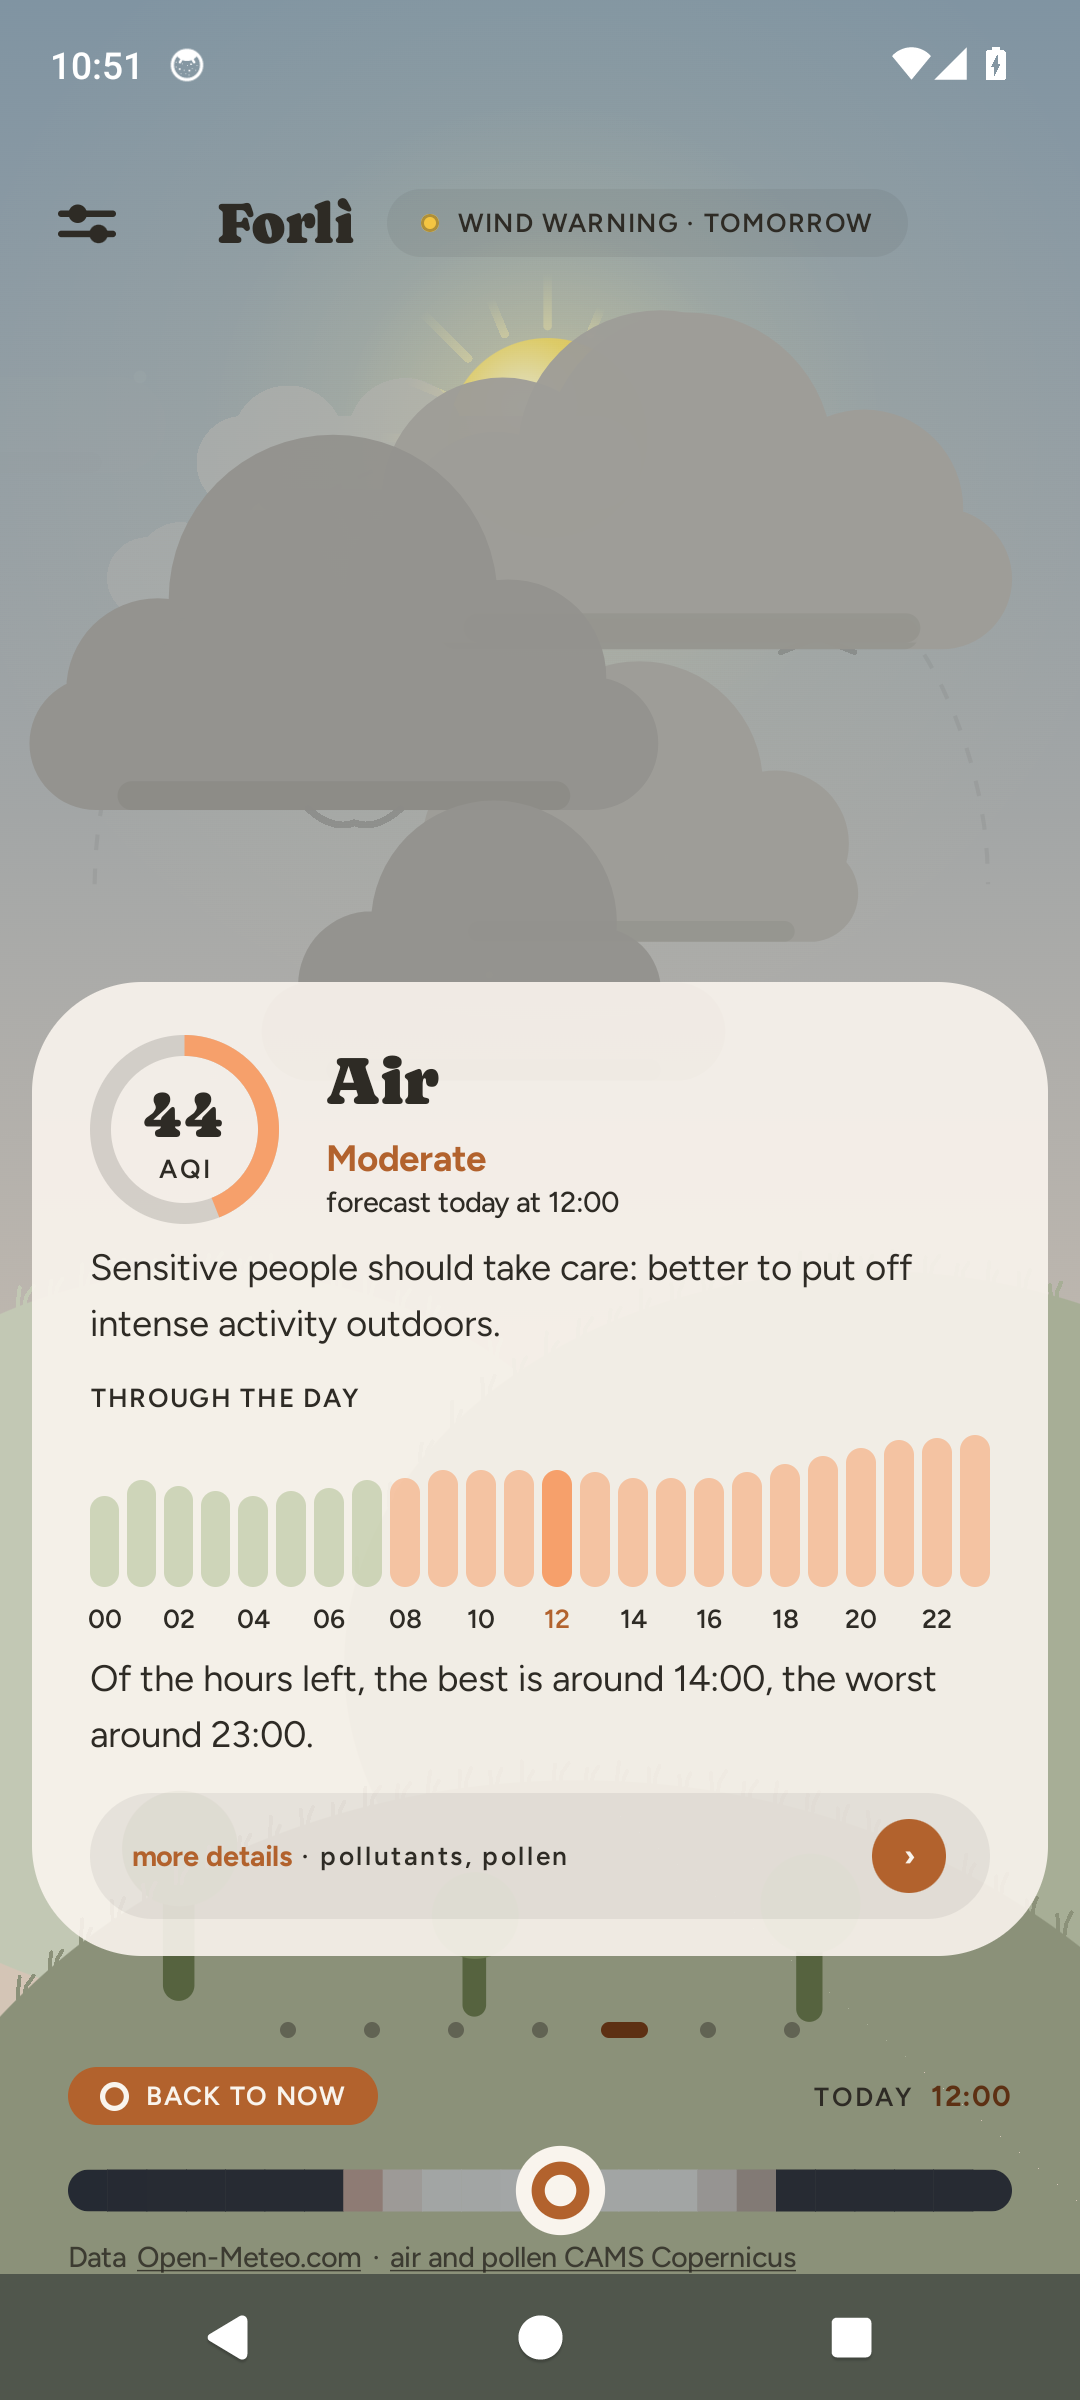 10:51
Forlì
WIND WARNING · TOMORROW
44
AQI
Air
Moderate
forecast today at 12:00
Sensitive people should take care: better to put off
intense activity outdoors.
THROUGH THE DAY
00 02 04 06 08 10 12 14 16 18 20 22
Of the hours left, the best is around 14:00, the worst
around 23:00.
more details · pollutants, pollen ›
BACK TO NOW
TODAY 12:00
Data Open-Meteo.com · air and pollen CAMS Copernicus